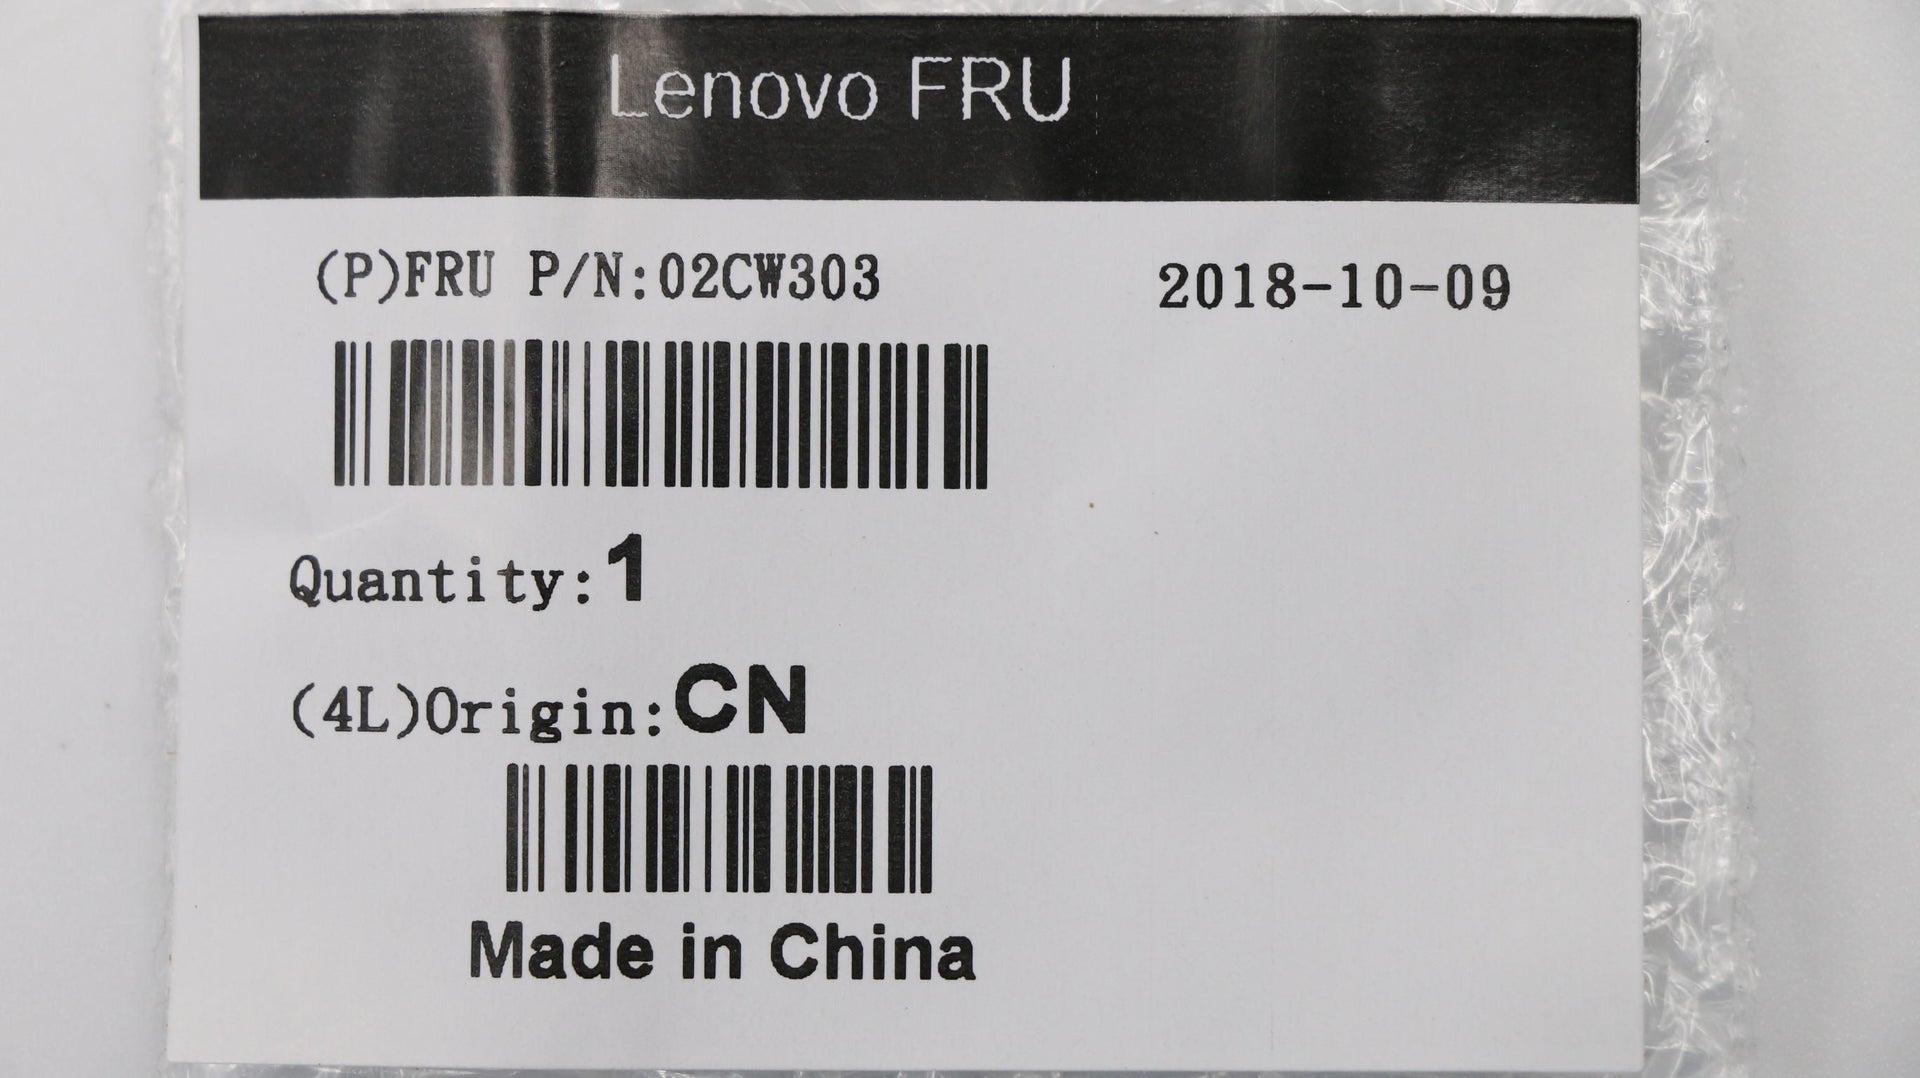 Lenovo FRU
(P)FRU P/N:02CW303 2018-10-09
Quantity:1
(4L)Origin:CN
Made in China